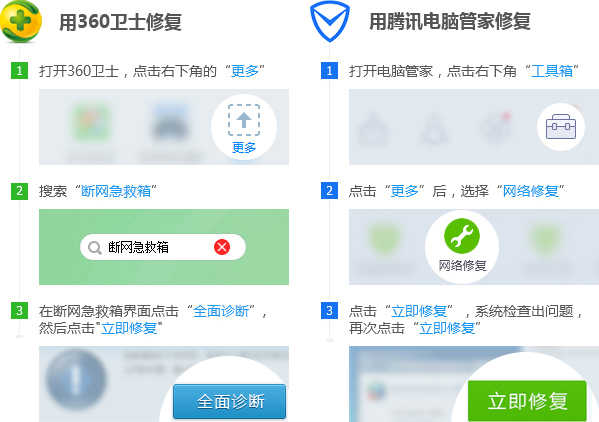 用360卫士修复
1 打开360卫士，点击右下角的“更多”
更多
2 搜索“断网急救箱”
断网急救箱
3 在断网急救箱界面点击“全面诊断”，
然后点击"立即修复"
全面诊断
用腾讯电脑管家修复
1 打开电脑管家，点击右下角“工具箱”
2 点击“更多”后，选择“网络修复”
网络修复
3 点击“立即修复”，系统检查出问题，
再次点击“立即修复”
立即修复